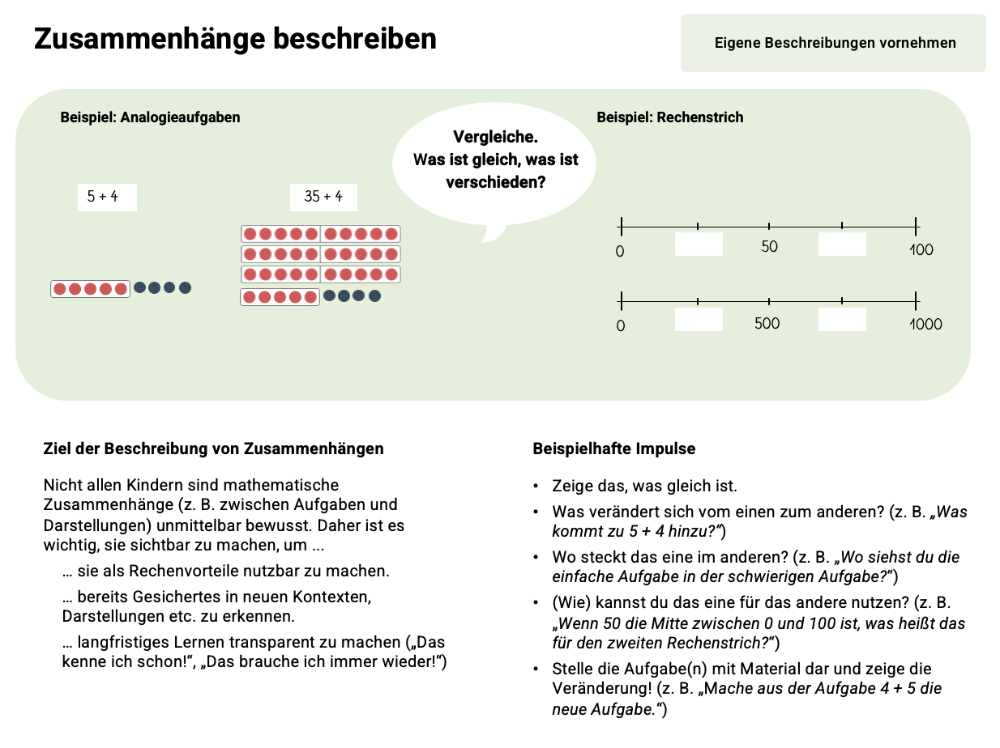 Zusammenhänge beschreiben
Eigene Beschreibungen vornehmen
Beispiel: Analogieaufgaben
Vergleiche.
Was ist gleich, was ist
verschieden?
Beispiel: Rechenstrich
5 + 4
35 + 4
0
50
100
0
500
1000
Ziel der Beschreibung von Zusammenhängen
Nicht allen Kindern sind mathematische
Zusammenhänge (z. B. zwischen Aufgaben und
Darstellungen) unmittelbar bewusst. Daher ist es
wichtig, sie sichtbar zu machen, um ...
… sie als Rechenvorteile nutzbar zu machen.
… bereits Gesichertes in neuen Kontexten,
Darstellungen etc. zu erkennen.
… langfristiges Lernen transparent zu machen („Das
kenne ich schon!“, „Das brauche ich immer wieder!“)
Beispielhafte Impulse
• Zeige das, was gleich ist.
• Was verändert sich vom einen zum anderen? (z. B. „Was
kommt zu 5 + 4 hinzu?“)
• Wo steckt das eine im anderen? (z. B. „Wo siehst du die
einfache Aufgabe in der schwierigen Aufgabe?“)
• (Wie) kannst du das eine für das andere nutzen? (z. B.
„Wenn 50 die Mitte zwischen 0 und 100 ist, was heißt das
für den zweiten Rechenstrich?“)
• Stelle die Aufgabe(n) mit Material dar und zeige die
Veränderung! (z. B. „Mache aus der Aufgabe 4 + 5 die
neue Aufgabe.“)